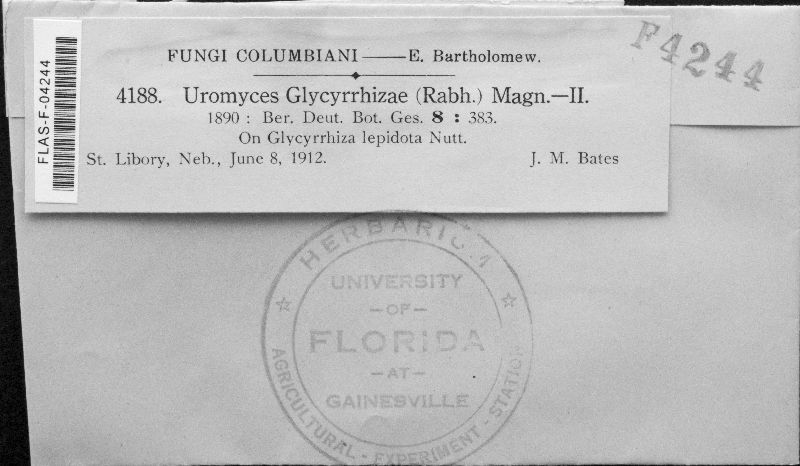 FLAS-F-04244
FUNGI COLUMBIANI——E. Bartholomew.
F4244
4188. Uromyces Glycyrrhizae (Rabh.) Magn.—II.
1890 : Ber. Deut. Bot. Ges. 8 : 383.
On Glycyrrhiza lepidota Nutt.
St. Libory, Neb., June 8, 1912. J. M. Bates
HERBARIUM
UNIVERSITY
—OF—
FLORIDA
—AT—
GAINESVILLE
AGRICULTURAL - EXPERIMENT - STATION